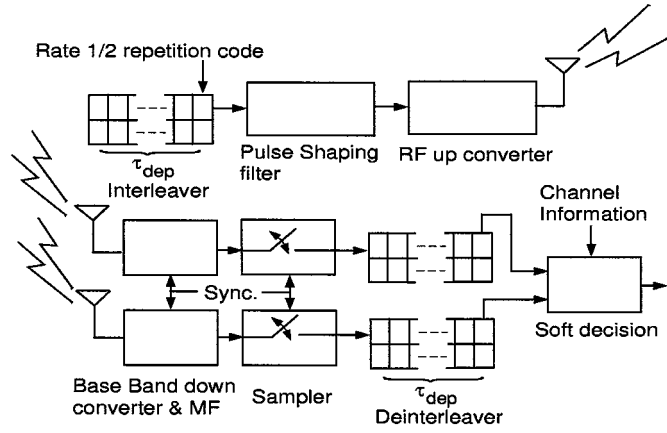 Rate 1/2 repetition code
τdep
Interleaver
Pulse Shaping
filter
RF up converter
Channel
Information
Sync.
Soft decision
Base Band down
converter & MF
Sampler
τdep
Deinterleaver